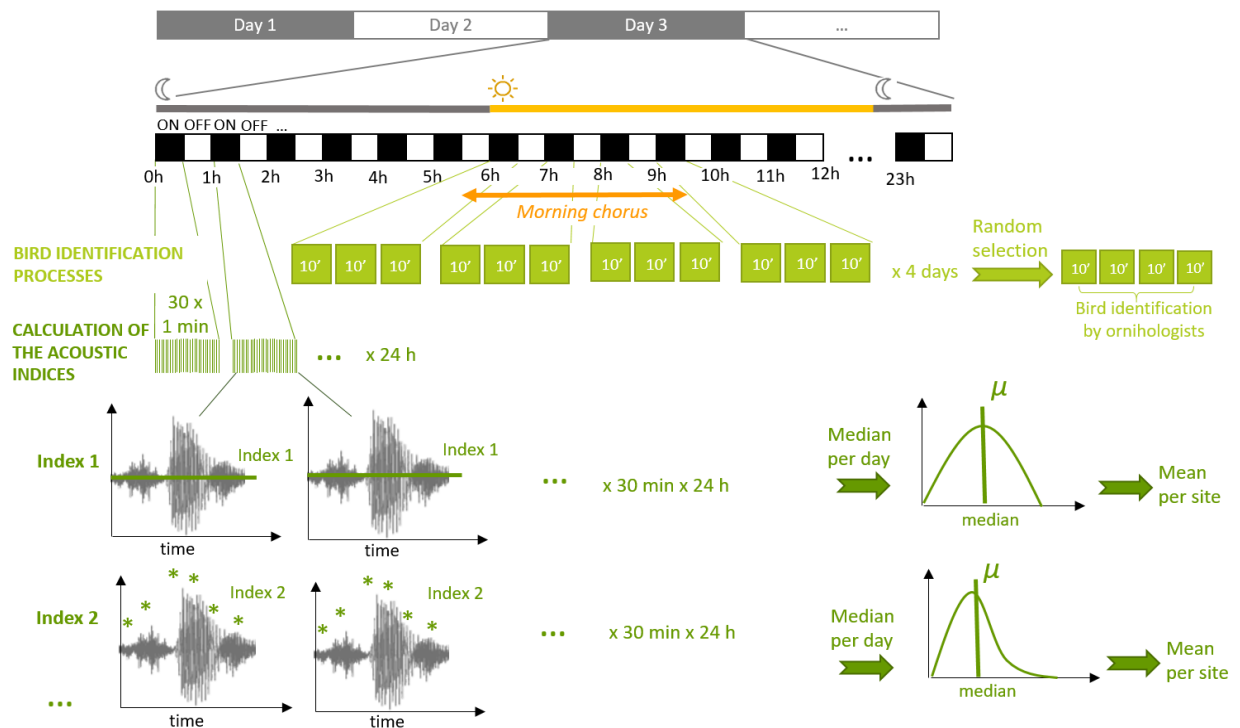 Day 1 Day 2 Day 3 ...
ON OFF ON OFF ...
...
0h 1h 2h 3h 4h 5h 6h 7h 8h 9h 10h 11h 12h 23h
Morning chorus
BIRD IDENTIFICATION
PROCESSES
10' 10' 10' 10' 10' 10' 10' 10' 10' 10' 10' 10'
x 4 days
Random
selection
10' 10' 10' 10'
Bird identification
by ornihologists
30 x
1 min
CALCULATION OF
THE ACOUSTIC
INDICES
... x 24 h
Index 1
Index 1
time
Index 1
time
... x 30 min x 24 h
Median
per day
μ
median
Mean
per site
Index 2
* * * * * *
Index 2
time
* * * * * *
Index 2
time
... x 30 min x 24 h
Median
per day
μ
median
Mean
per site
...